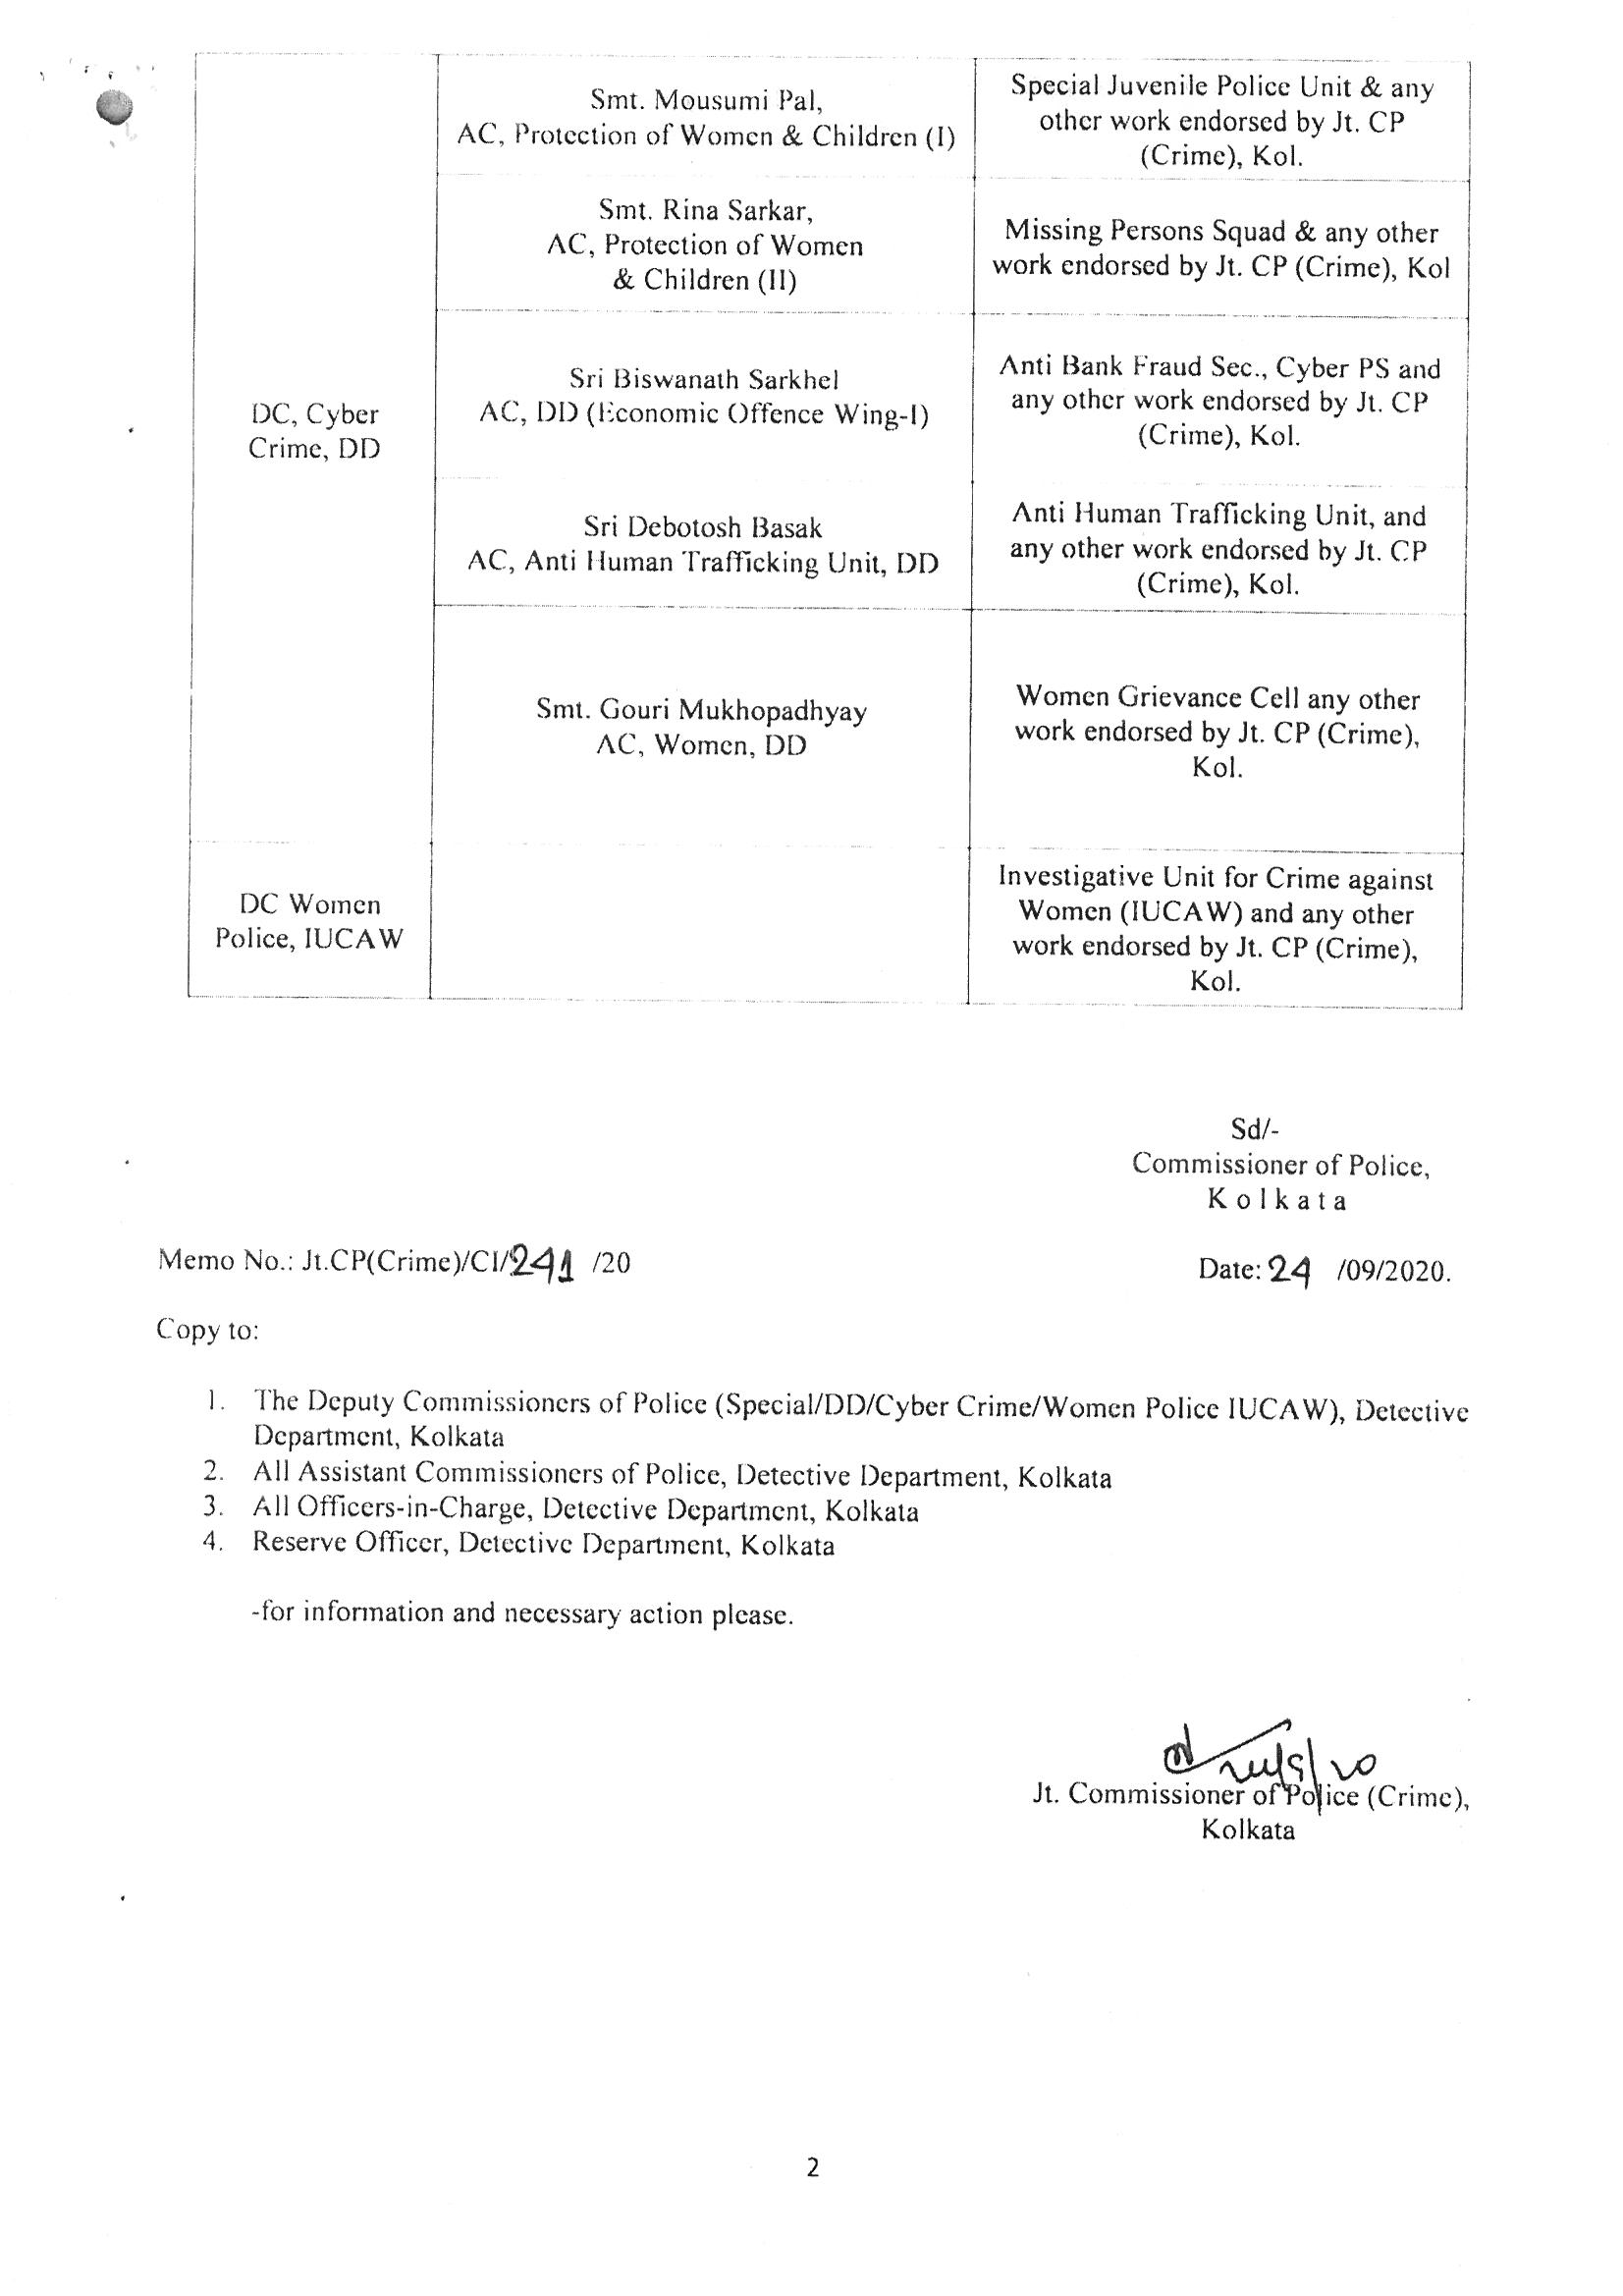 Smt. Mousumi Pal,
AC, Protection of Women & Children (I)
Special Juvenile Police Unit & any
other work endorsed by Jt. CP
(Crime), Kol.
Smt. Rina Sarkar,
AC, Protection of Women
& Children (II)
Missing Persons Squad & any other
work endorsed by Jt. CP (Crime), Kol
DC, Cyber
Crime, DD
Sri Biswanath Sarkhel
AC, DD (Economic Offence Wing-I)
Anti Bank Fraud Sec., Cyber PS and
any other work endorsed by Jt. CP
(Crime), Kol.
Sri Debotosh Basak
AC, Anti Human Trafficking Unit, DD
Anti Human Trafficking Unit, and
any other work endorsed by Jt. CP
(Crime), Kol.
Smt. Gouri Mukhopadhyay
AC, Women, DD
Women Grievance Cell any other
work endorsed by Jt. CP (Crime),
Kol.
DC Women
Police, IUCAW
Investigative Unit for Crime against
Women (IUCAW) and any other
work endorsed by Jt. CP (Crime),
Kol.
Sd/-
Commissioner of Police,
Kolkata
Memo No.: Jt.CP(Crime)/CI/241 /20
Date: 24 /09/2020.
Copy to:
1. The Deputy Commissioners of Police (Special/DD/Cyber Crime/Women Police IUCAW), Detective
Department, Kolkata
2. All Assistant Commissioners of Police, Detective Department, Kolkata
3. All Officers-in-Charge, Detective Department, Kolkata
4. Reserve Officer, Detective Department, Kolkata
-for information and necessary action please.
Jt. Commissioner of Police (Crime),
Kolkata
2